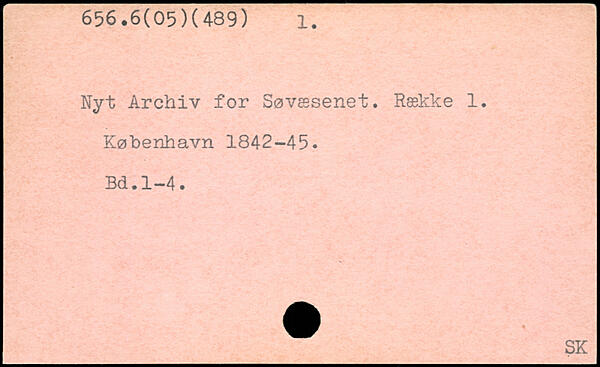 656.6(05)(489) 1.
Nyt Archiv for Søvæsenet. Række 1.
København 1842-45.
Bd.1-4.
SK